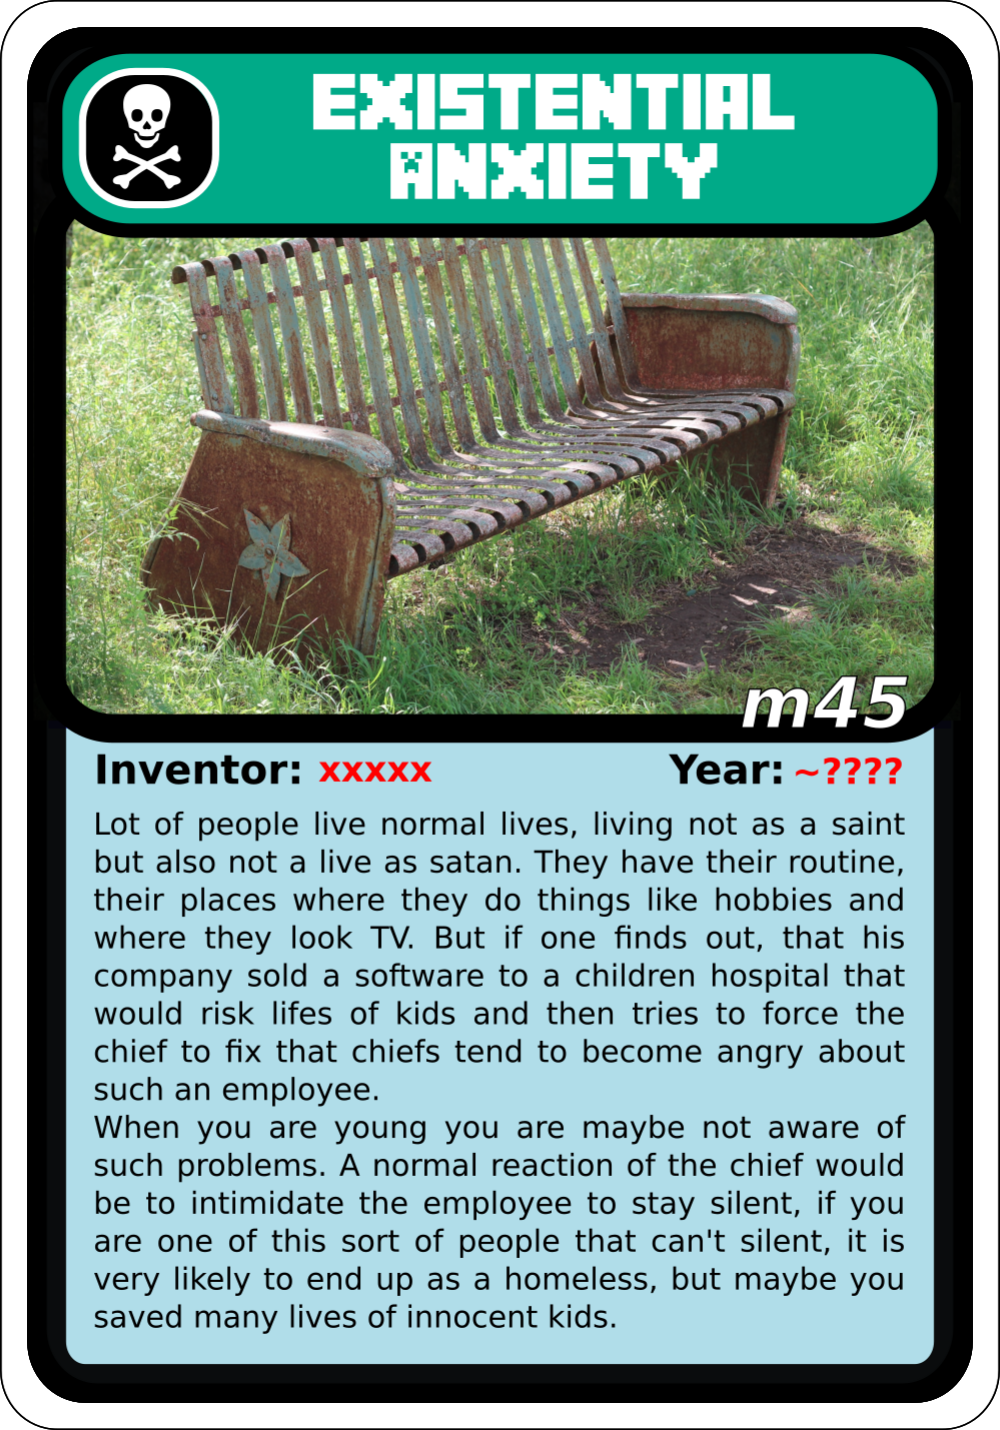 EXISTENTIAL
ANXIETY
m45
Inventor: xxxxx Year: ~????
Lot of people live normal lives, living not as a saint
but also not a live as satan. They have their routine,
their places where they do things like hobbies and
where they look TV. But if one finds out, that his
company sold a software to a children hospital that
would risk lifes of kids and then tries to force the
chief to fix that chiefs tend to become angry about
such an employee.
When you are young you are maybe not aware of
such problems. A normal reaction of the chief would
be to intimidate the employee to stay silent, if you
are one of this sort of people that can't silent, it is
very likely to end up as a homeless, but maybe you
saved many lives of innocent kids.